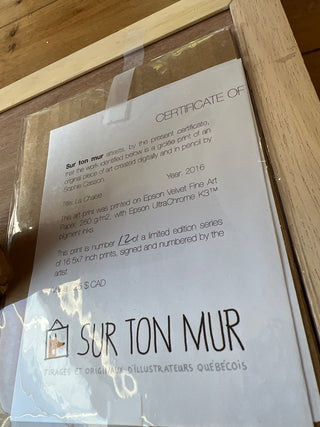 CERTIFICATE OF
Sur ton mur attests, by the present certificate,
that the work identified below is a giclée print of an
original piece of art created digitally and in pencil by
Sophie Casson.
Title: La Chalet
Year: 2016
This art print was printed on Epson Velvet Fine Art
Paper, 260 g/m2, with Epson UltraChrome K3™
pigment inks.
This print is number 12 of a limited edition series
of 16 5x7 inch prints, signed and numbered by the
artist.
$ CAD
SUR TON MUR
TIRAGES ET ORIGINAUX D'ILLUSTRATEURS QUÉBÉCOIS